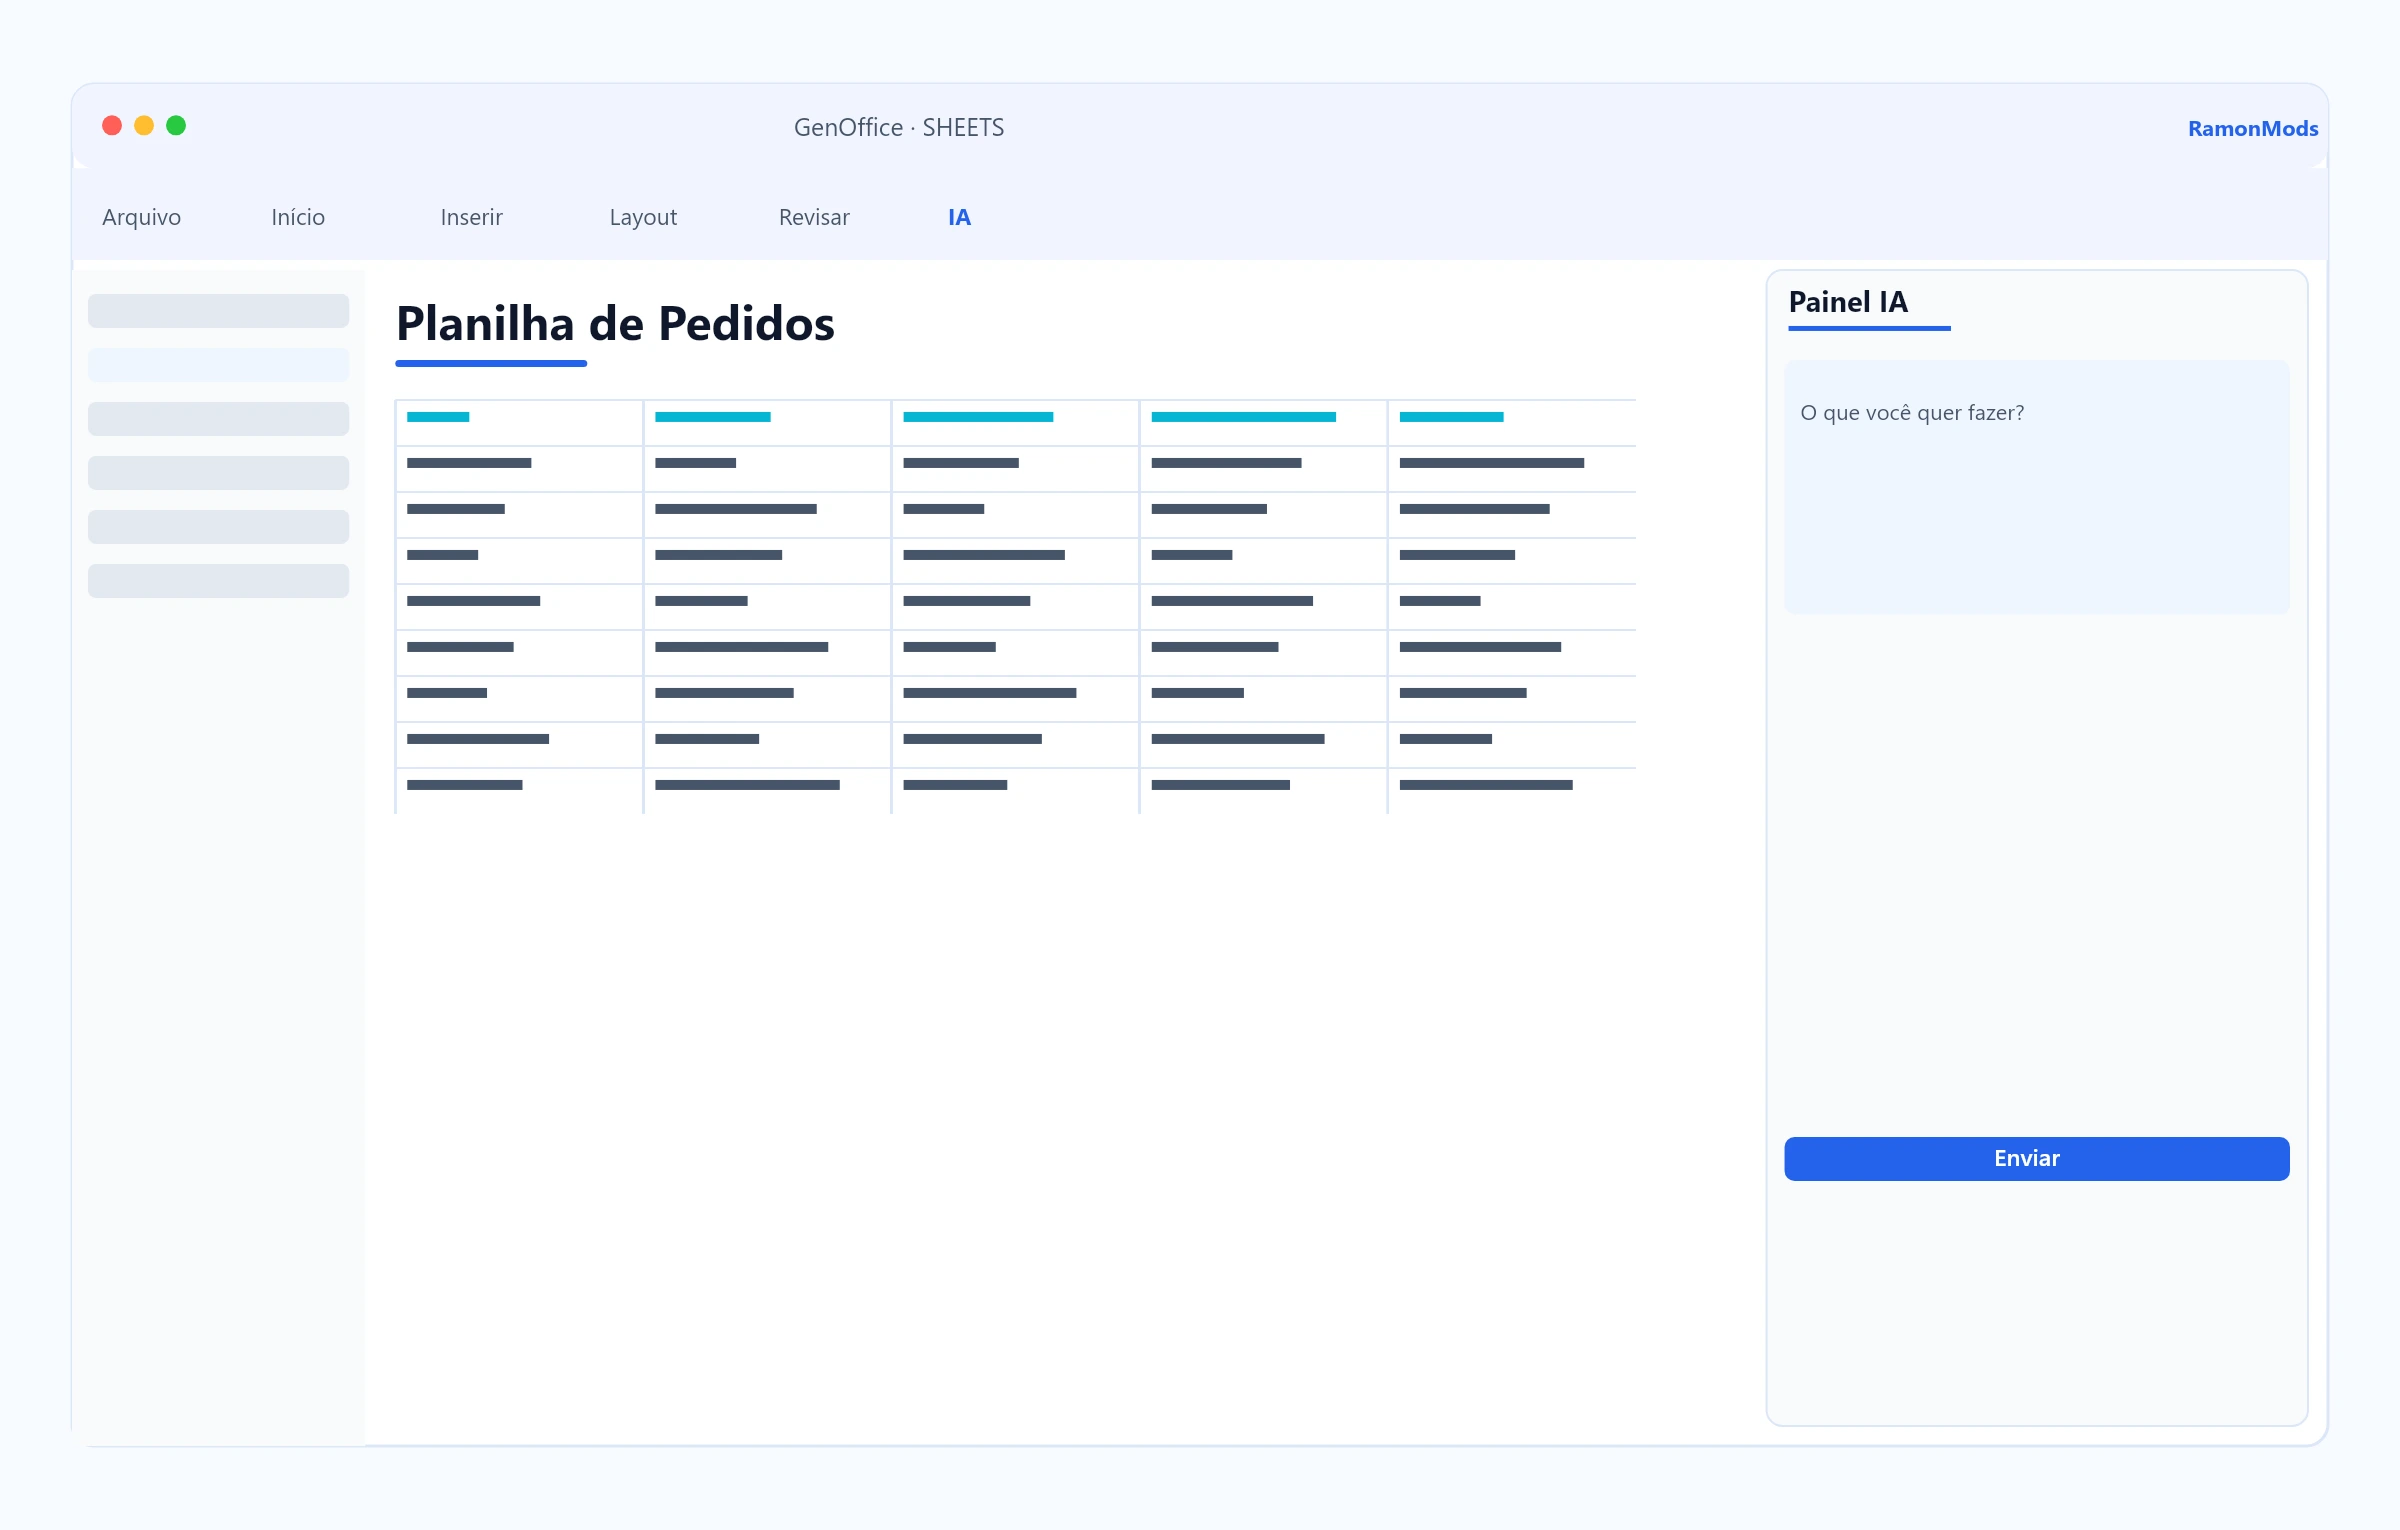 GenOffice · SHEETS
RamonMods
Arquivo Início Inserir Layout Revisar IA
Planilha de Pedidos
Painel IA
O que você quer fazer?
Enviar